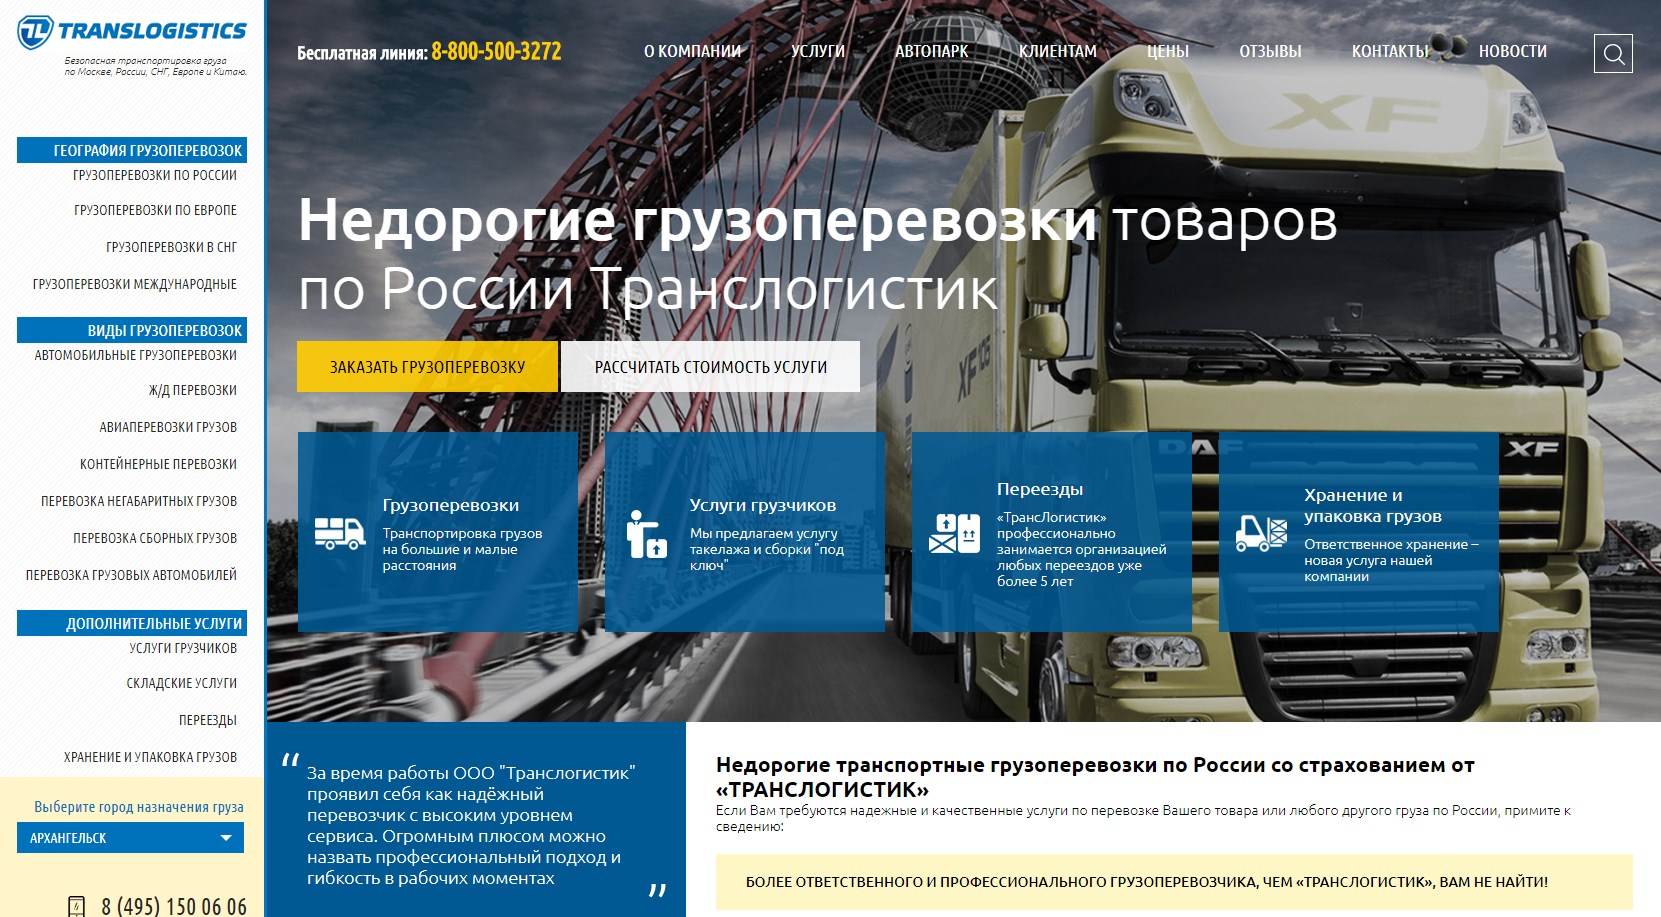 TRANSLOGISTICS
Безопасная транспортировка груза
по Москве, России, СНГ, Европе и Китаю.
ГЕОГРАФИЯ ГРУЗОПЕРЕВОЗОК
ГРУЗОПЕРЕВОЗКИ ПО РОССИИ
ГРУЗОПЕРЕВОЗКИ ПО ЕВРОПЕ
ГРУЗОПЕРЕВОЗКИ В СНГ
ГРУЗОПЕРЕВОЗКИ МЕЖДУНАРОДНЫЕ
ВИДЫ ГРУЗОПЕРЕВОЗОК
АВТОМОБИЛЬНЫЕ ГРУЗОПЕРЕВОЗКИ
Ж/Д ПЕРЕВОЗКИ
АВИАПЕРЕВОЗКИ ГРУЗОВ
КОНТЕЙНЕРНЫЕ ПЕРЕВОЗКИ
ПЕРЕВОЗКА НЕГАБАРИТНЫХ ГРУЗОВ
ПЕРЕВОЗКА СБОРНЫХ ГРУЗОВ
ПЕРЕВОЗКА ГРУЗОВЫХ АВТОМОБИЛЕЙ
ДОПОЛНИТЕЛЬНЫЕ УСЛУГИ
УСЛУГИ ГРУЗЧИКОВ
СКЛАДСКИЕ УСЛУГИ
ПЕРЕЕЗДЫ
ХРАНЕНИЕ И УПАКОВКА ГРУЗОВ
Выберите город назначения груза
АРХАНГЕЛЬСК
8 (495) 150 06 06
Бесплатная линия: 8-800-500-3272
О КОМПАНИИ УСЛУГИ АВТОПАРК КЛИЕНТАМ ЦЕНЫ ОТЗЫВЫ КОНТАКТЫ НОВОСТИ
XF
Недорогие грузоперевозки товаров
по России Транслогистик
ЗАКАЗАТЬ ГРУЗОПЕРЕВОЗКУ
РАССЧИТАТЬ СТОИМОСТЬ УСЛУГИ
XF 105
DAF
XF
Грузоперевозки
Транспортировка грузов
на большие и малые
расстояния
Услуги грузчиков
Мы предлагаем услугу
такелажа и сборки "под
ключ"
Переезды
«ТрансЛогистик»
профессионально
занимается организацией
любых переездов уже
более 5 лет
Хранение и
упаковка грузов
Ответственное хранение –
новая услуга нашей
компании
“ За время работы ООО "Транслогистик"
проявил себя как надёжный
перевозчик с высоким уровнем
сервиса. Огромным плюсом можно
назвать профессиональный подход и
гибкость в рабочих моментах ”
Недорогие транспортные грузоперевозки по России со страхованием от
«ТРАНСЛОГИСТИК»
Если Вам требуются надежные и качественные услуги по перевозке Вашего товара или любого другого груза по России, примите к
сведению:
БОЛЕЕ ОТВЕТСТВЕННОГО И ПРОФЕССИОНАЛЬНОГО ГРУЗОПЕРЕВОЗЧИКА, ЧЕМ «ТРАНСЛОГИСТИК», ВАМ НЕ НАЙТИ!